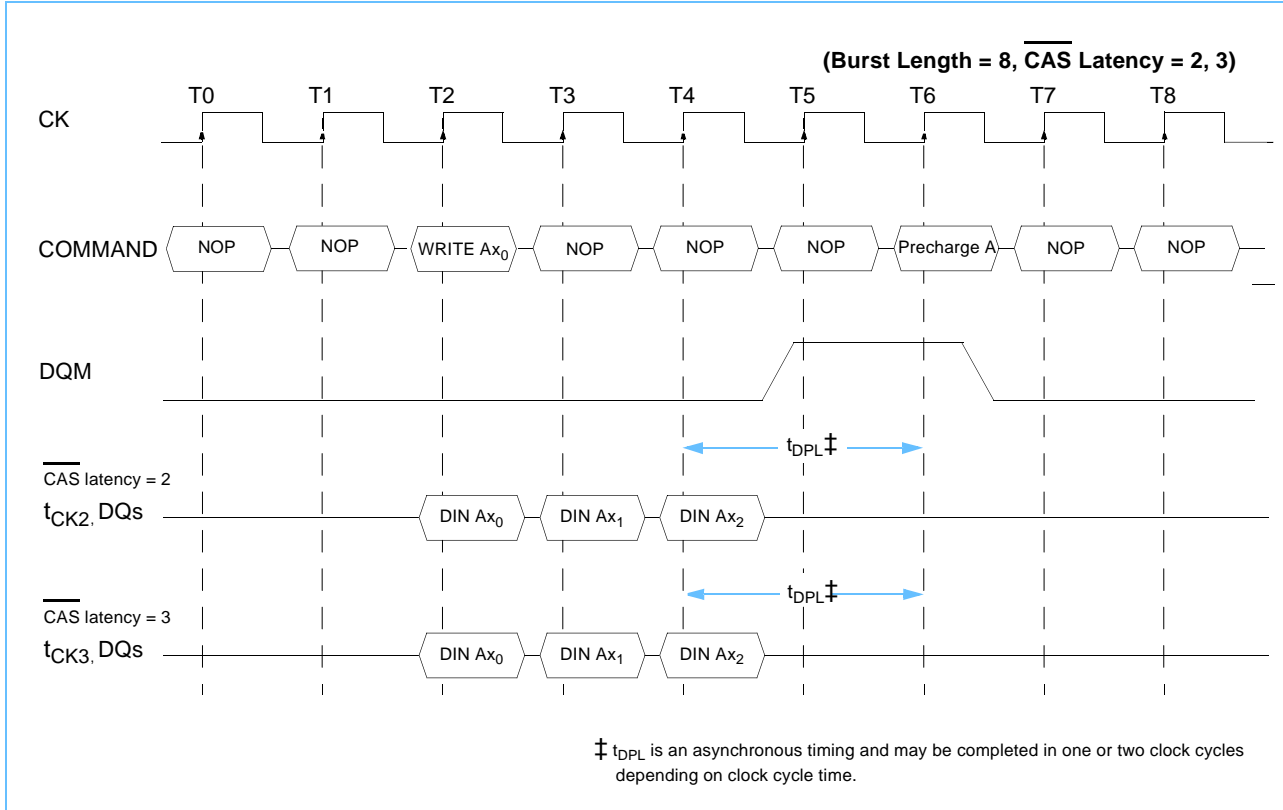 (Burst Length = 8, CAS Latency = 2, 3)
T0 T1 T2 T3 T4 T5 T6 T7 T8
CK
COMMAND NOP NOP WRITE Ax0 NOP NOP NOP Precharge A NOP NOP
DQM
tDPL‡
CAS latency = 2
tCK2, DQs DIN Ax0 DIN Ax1 DIN Ax2
tDPL‡
CAS latency = 3
tCK3, DQs DIN Ax0 DIN Ax1 DIN Ax2
‡ tDPL is an asynchronous timing and may be completed in one or two clock cycles
depending on clock cycle time.